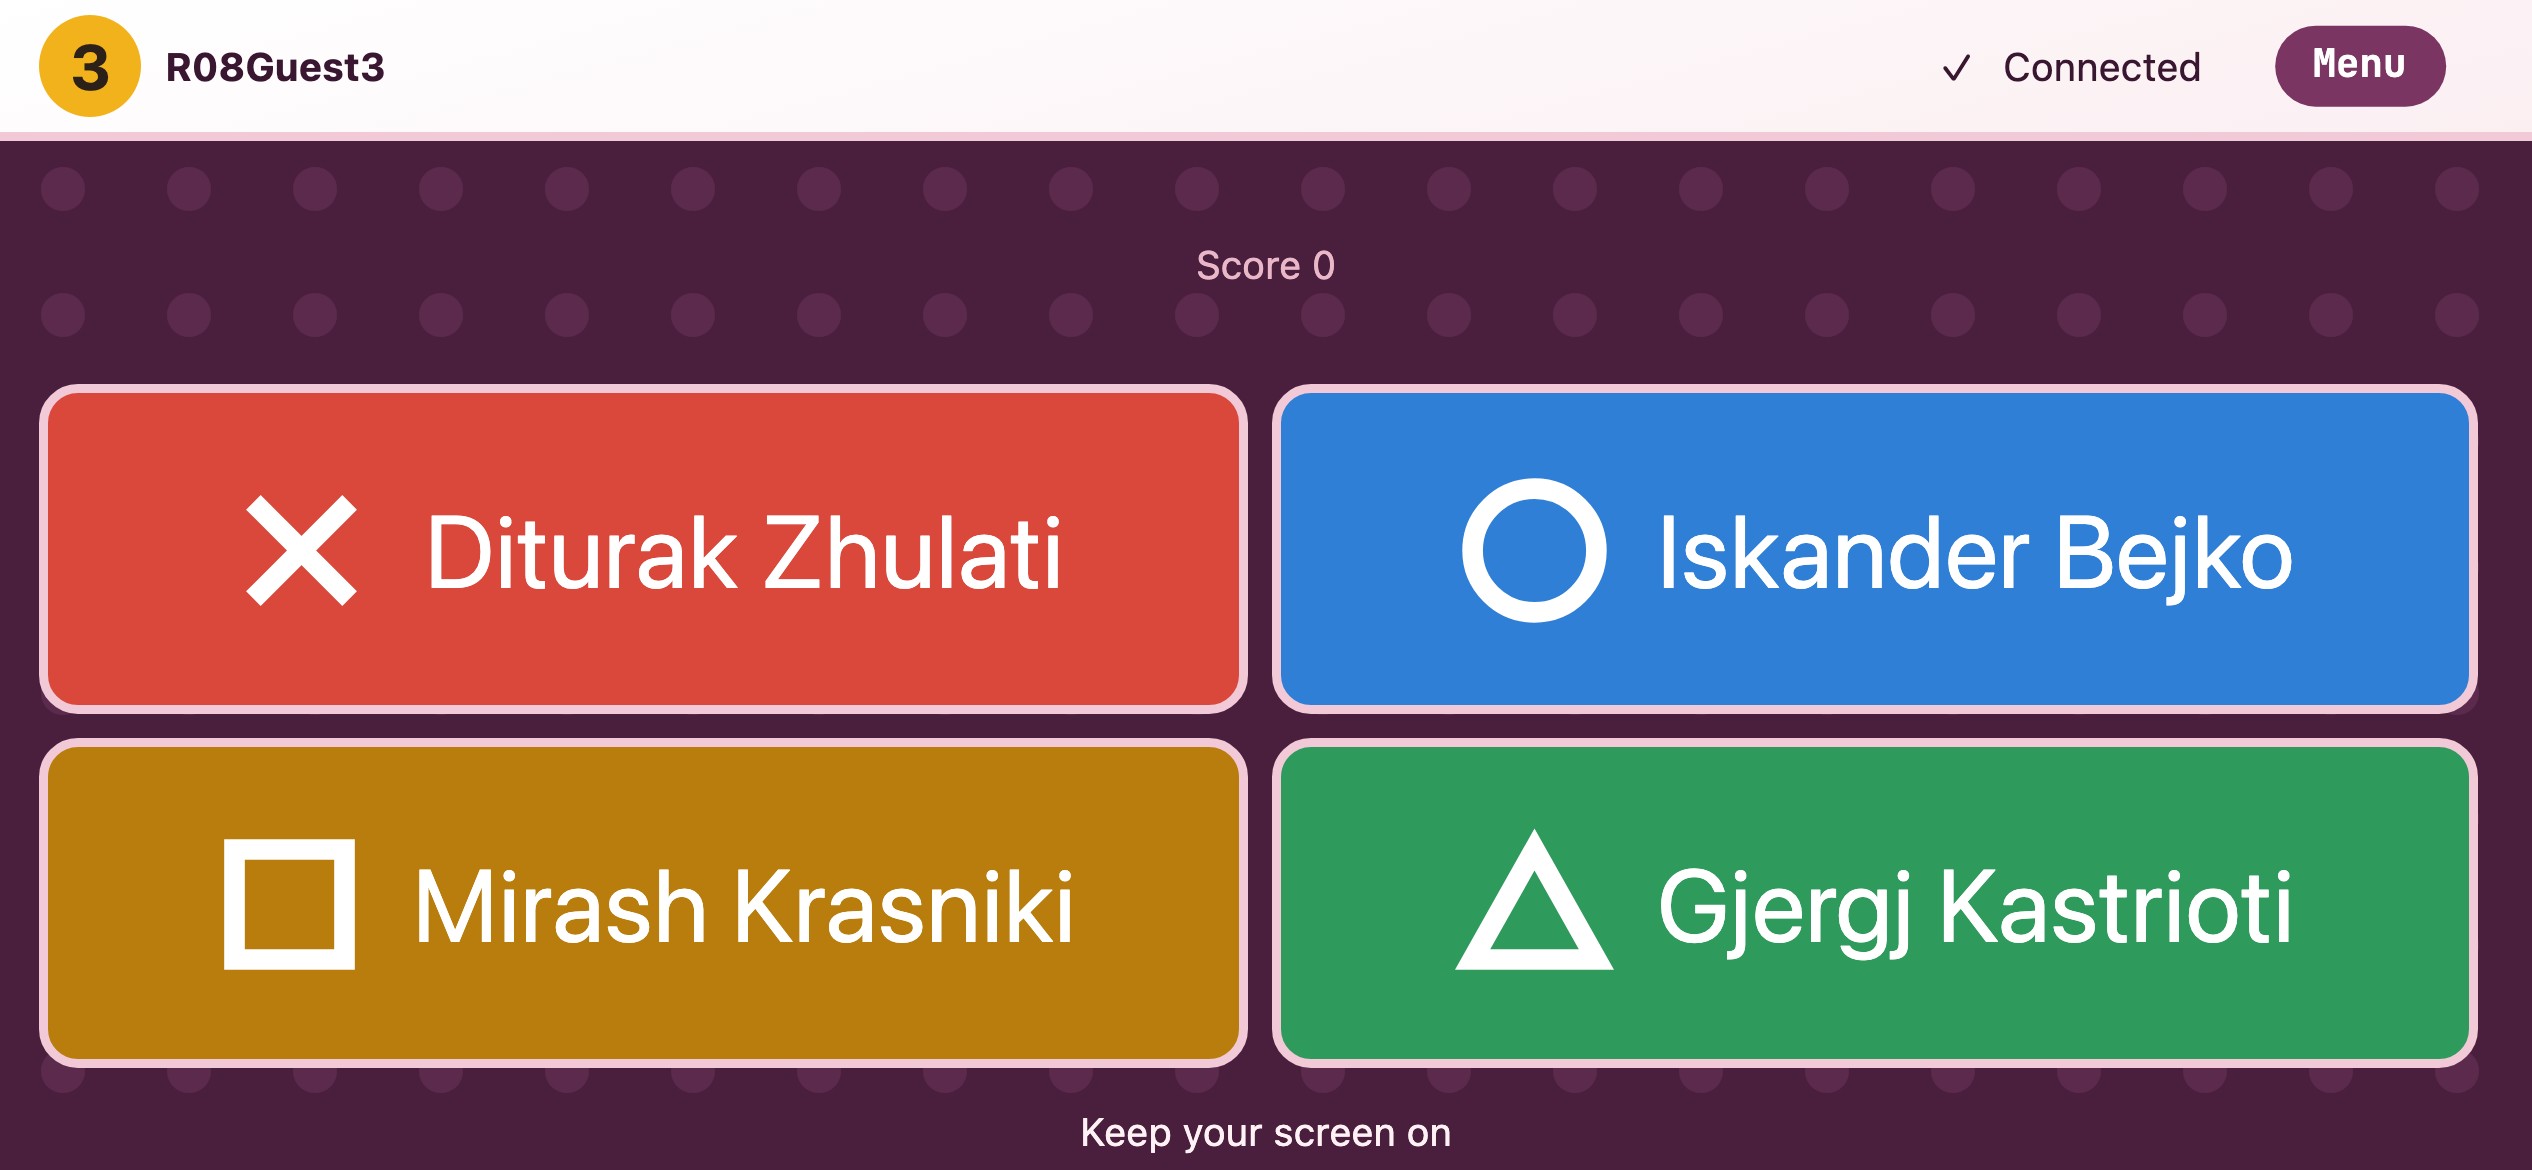 3 R08Guest3 ✓ Connected Menu
Score 0
Diturak Zhulati
Iskander Bejko
Mirash Krasniki
Gjergj Kastrioti
Keep your screen on